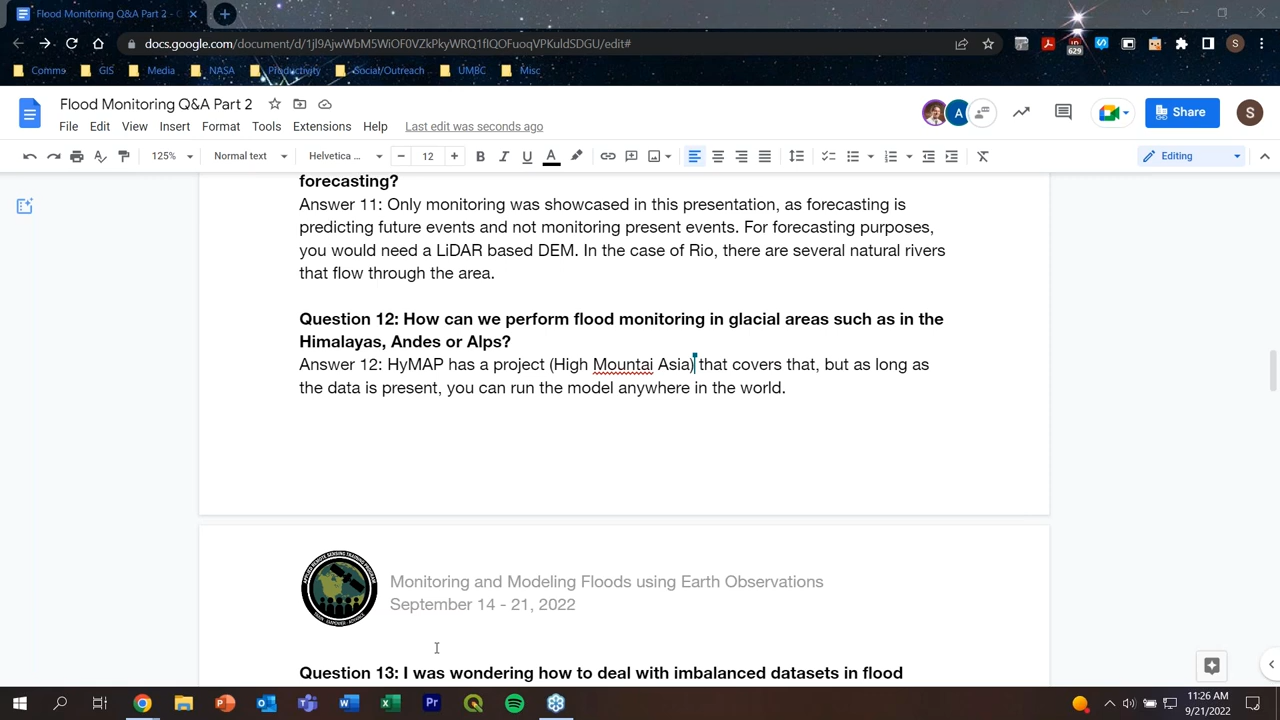 Flood Monitoring Q&A Part 2 -
docs.google.com/document/d/1jl9AjwWbM5WiOF0VZkPkyWRQ1fIQOFuoqVPKuldSDGU/edit#
629
S
Comms GIS Media NASA Productivity Social/Outreach UMBC Misc
Flood Monitoring Q&A Part 2
A
Share
S
File Edit View Insert Format Tools Extensions Help Last edit was seconds ago
125% Normal text Helvetica ... 12 B I U A Editing
forecasting?
Answer 11: Only monitoring was showcased in this presentation, as forecasting is
predicting future events and not monitoring present events. For forecasting purposes,
you would need a LiDAR based DEM. In the case of Rio, there are several natural rivers
that flow through the area.
Question 12: How can we perform flood monitoring in glacial areas such as in the
Himalayas, Andes or Alps?
Answer 12: HyMAP has a project (High Mountai Asia) that covers that, but as long as
the data is present, you can run the model anywhere in the world.
Monitoring and Modeling Floods using Earth Observations
September 14 - 21, 2022
Question 13: I was wondering how to deal with imbalanced datasets in flood
11:26 AM
9/21/2022